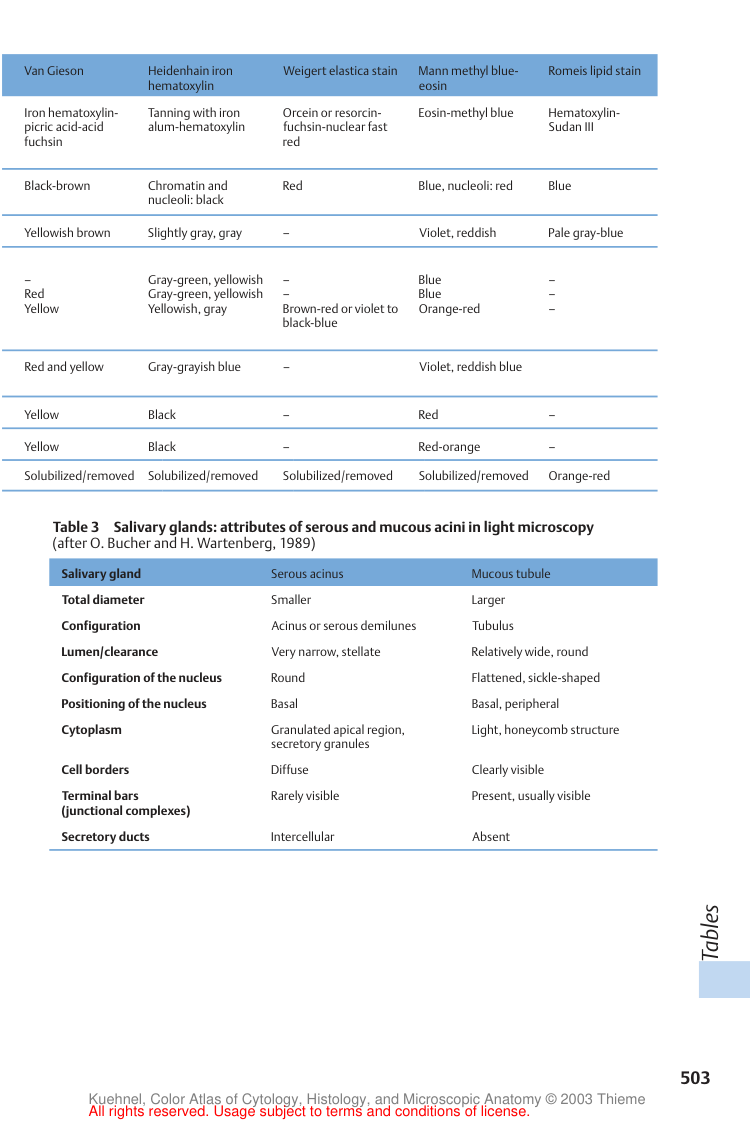 Van Gieson Heidenhain iron Weigert elastica stain Mann methyl blue- Romeis lipid stain
hematoxylin eosin
Iron hematoxylin- Tanning with iron Orcein or resorcin- Eosin-methyl blue Hematoxylin-
picric acid-acid alum-hematoxylin fuchsin-nuclear fast Sudan III
fuchsin red
Black-brown Chromatin and Red Blue, nucleoli: red Blue
nucleoli: black
Yellowish brown Slightly gray, gray – Violet, reddish Pale gray-blue
– Gray-green, yellowish – Blue –
Red Gray-green, yellowish – Blue –
Yellow Yellowish, gray Brown-red or violet to Orange-red –
black-blue
Red and yellow Gray-grayish blue – Violet, reddish blue
Yellow Black – Red –
Yellow Black – Red-orange –
Solubilized/removed Solubilized/removed Solubilized/removed Solubilized/removed Orange-red
Table 3 Salivary glands: attributes of serous and mucous acini in light microscopy
(after O. Bucher and H. Wartenberg, 1989)
Salivary gland Serous acinus Mucous tubule
Total diameter Smaller Larger
Configuration Acinus or serous demilunes Tubulus
Lumen/clearance Very narrow, stellate Relatively wide, round
Configuration of the nucleus Round Flattened, sickle-shaped
Positioning of the nucleus Basal Basal, peripheral
Cytoplasm Granulated apical region, Light, honeycomb structure
secretory granules
Cell borders Diffuse Clearly visible
Terminal bars Rarely visible Present, usually visible
(junctional complexes)
Secretory ducts Intercellular Absent
Tables
503
Kuehnel, Color Atlas of Cytology, Histology, and Microscopic Anatomy © 2003 Thieme
All rights reserved. Usage subject to terms and conditions of license.